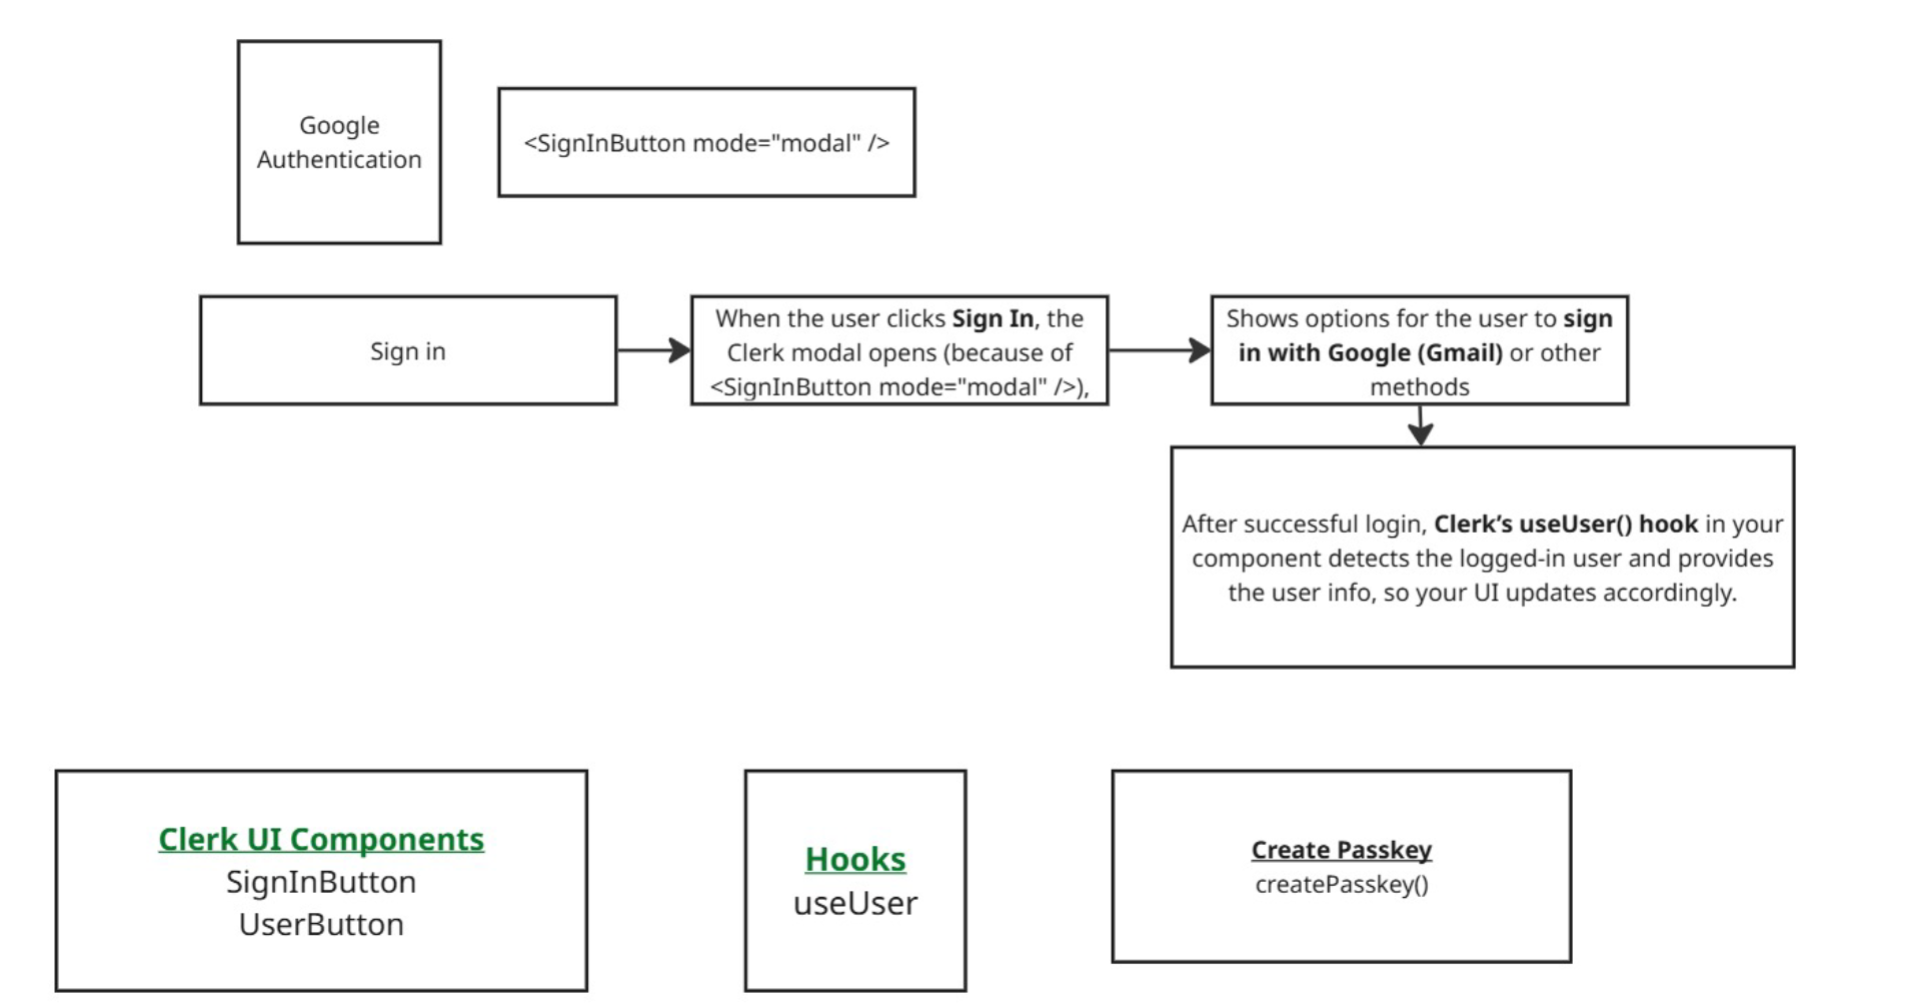 Google
Authentication
<SignInButton mode="modal" />
Sign in
When the user clicks Sign In, the
Clerk modal opens (because of
<SignInButton mode="modal" />),
Shows options for the user to sign
in with Google (Gmail) or other
methods
After successful login, Clerk’s useUser() hook in your
component detects the logged-in user and provides
the user info, so your UI updates accordingly.
Clerk UI Components
SignInButton
UserButton
Hooks
useUser
Create Passkey
createPasskey()